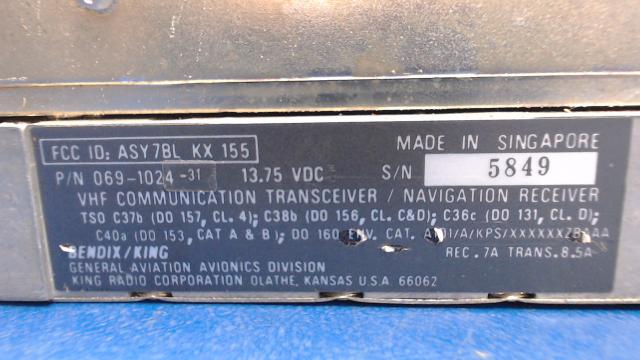 FCC ID: ASY7BL KX 155
MADE IN SINGAPORE
P/N 069-1024 -31 13.75 VDC S/N 5849
VHF COMMUNICATION TRANSCEIVER / NAVIGATION RECEIVER
TSO C37b (DO 157, CL. 4); C38b (DO 156, CL. C&D); C36c (DO 131, CL. D);
C40a (DO 153, CAT A & B); DO 160 ENV. CAT.
BENDIX/KING REC. 7A TRANS. 8.5A
GENERAL AVIATION AVIONICS DIVISION
KING RADIO CORPORATION OLATHE, KANSAS U.S.A 66062